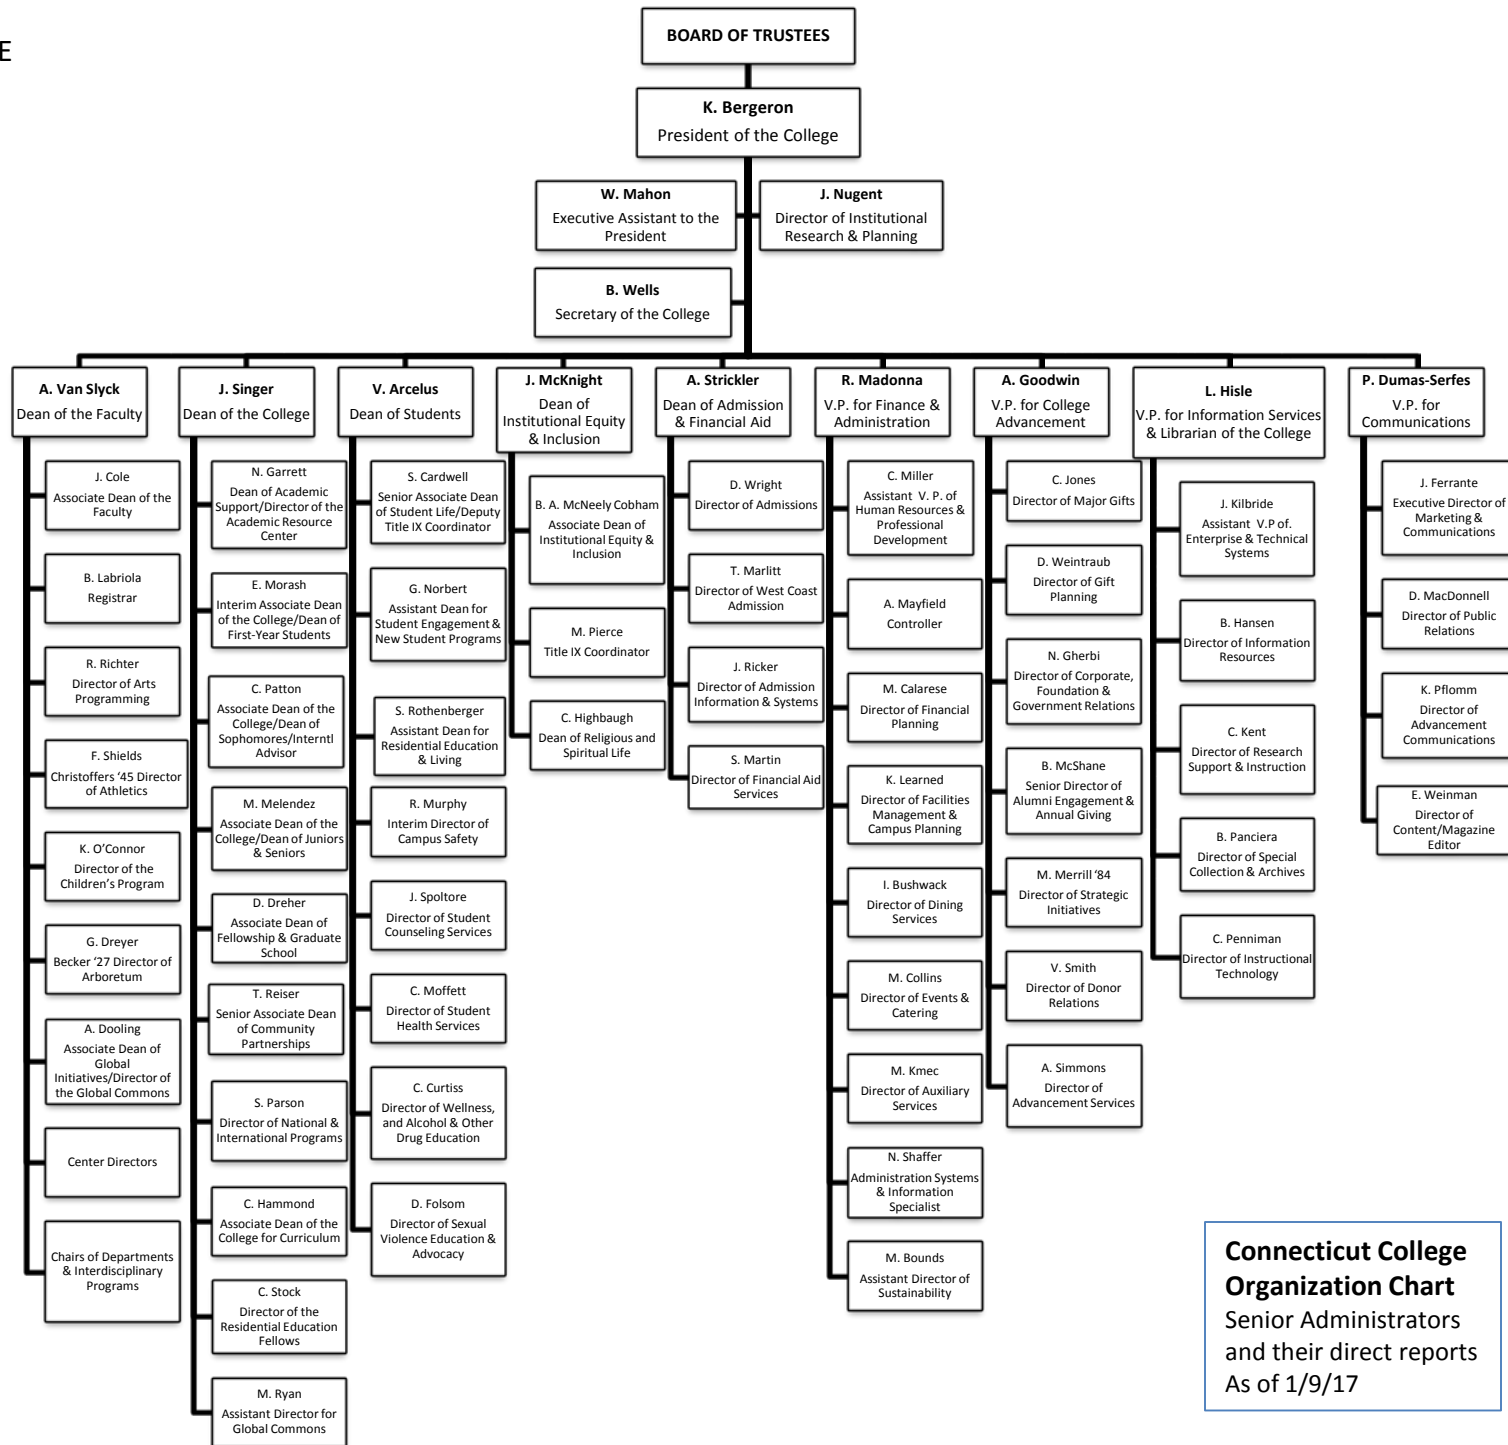 E
BOARD OF TRUSTEES
K. Bergeron
President of the College
W. Mahon
Executive Assistant to the
President
J. Nugent
Director of Institutional
Research & Planning
B. Wells
Secretary of the College
A. Van Slyck
Dean of the Faculty
J. Cole
Associate Dean of the
Faculty
B. Labriola
Registrar
R. Richter
Director of Arts
Programming
F. Shields
Christoffers ‘45 Director
of Athletics
K. O’Connor
Director of the
Children’s Program
G. Dreyer
Becker ‘27 Director of
Arboretum
A. Dooling
Associate Dean of
Global
Initiatives/Director of
the Global Commons
Center Directors
Chairs of Departments
& Interdisciplinary
Programs
J. Singer
Dean of the College
N. Garrett
Dean of Academic
Support/Director of the
Academic Resource
Center
E. Morash
Interim Associate Dean
of the College/Dean of
First-Year Students
C. Patton
Associate Dean of the
College/Dean of
Sophomores/Interntl
Advisor
M. Melendez
Associate Dean of the
College/Dean of Juniors
& Seniors
D. Dreher
Associate Dean of
Fellowship & Graduate
School
T. Reiser
Senior Associate Dean
of Community
Partnerships
S. Parson
Director of National &
International Programs
C. Hammond
Associate Dean of the
College for Curriculum
C. Stock
Director of the
Residential Education
Fellows
M. Ryan
Assistant Director for
Global Commons
V. Arcelus
Dean of Students
S. Cardwell
Senior Associate Dean
of Student Life/Deputy
Title IX Coordinator
G. Norbert
Assistant Dean for
Student Engagement &
New Student Programs
S. Rothenberger
Assistant Dean for
Residential Education
& Living
R. Murphy
Interim Director of
Campus Safety
J. Spoltore
Director of Student
Counseling Services
C. Moffett
Director of Student
Health Services
C. Curtiss
Director of Wellness,
and Alcohol & Other
Drug Education
D. Folsom
Director of Sexual
Violence Education &
Advocacy
J. McKnight
Dean of
Institutional Equity
& Inclusion
B. A. McNeely Cobham
Associate Dean of
Institutional Equity &
Inclusion
M. Pierce
Title IX Coordinator
C. Highbaugh
Dean of Religious and
Spiritual Life
A. Strickler
Dean of Admission
& Financial Aid
D. Wright
Director of Admissions
T. Marlitt
Director of West Coast
Admission
J. Ricker
Director of Admission
Information & Systems
S. Martin
Director of Financial Aid
Services
R. Madonna
V.P. for Finance &
Administration
C. Miller
Assistant V. P. of
Human Resources &
Professional
Development
A. Mayfield
Controller
M. Calarese
Director of Financial
Planning
K. Learned
Director of Facilities
Management &
Campus Planning
I. Bushwack
Director of Dining
Services
M. Collins
Director of Events &
Catering
M. Kmec
Director of Auxiliary
Services
N. Shaffer
Administration Systems
& Information
Specialist
M. Bounds
Assistant Director of
Sustainability
A. Goodwin
V.P. for College
Advancement
C. Jones
Director of Major Gifts
D. Weintraub
Director of Gift
Planning
N. Gherbi
Director of Corporate,
Foundation &
Government Relations
B. McShane
Senior Director of
Alumni Engagement &
Annual Giving
M. Merrill ‘84
Director of Strategic
Initiatives
V. Smith
Director of Donor
Relations
A. Simmons
Director of
Advancement Services
L. Hisle
V.P. for Information Services
& Librarian of the College
J. Kilbride
Assistant V.P of.
Enterprise & Technical
Systems
B. Hansen
Director of Information
Resources
C. Kent
Director of Research
Support & Instruction
B. Panciera
Director of Special
Collection & Archives
C. Penniman
Director of Instructional
Technology
P. Dumas-Serfes
V.P. for
Communications
J. Ferrante
Executive Director of
Marketing &
Communications
D. MacDonnell
Director of Public
Relations
K. Pflomm
Director of
Advancement
Communications
E. Weinman
Director of
Content/Magazine
Editor
Connecticut College
Organization Chart
Senior Administrators
and their direct reports
As of 1/9/17